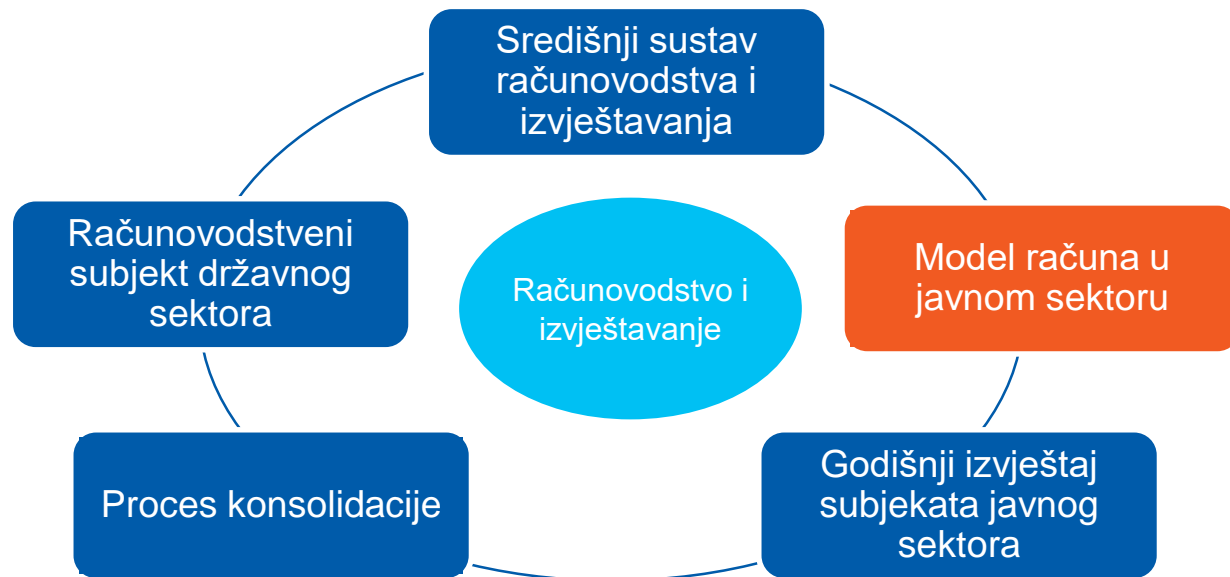 Središnji sustav
računovodstva i
izvještavanja
Računovodstveni
subjekt državnog
sektora
Računovodstvo i
izvještavanje
Model računa u
javnom sektoru
Proces konsolidacije
Godišnji izvještaj
subjekata javnog
sektora